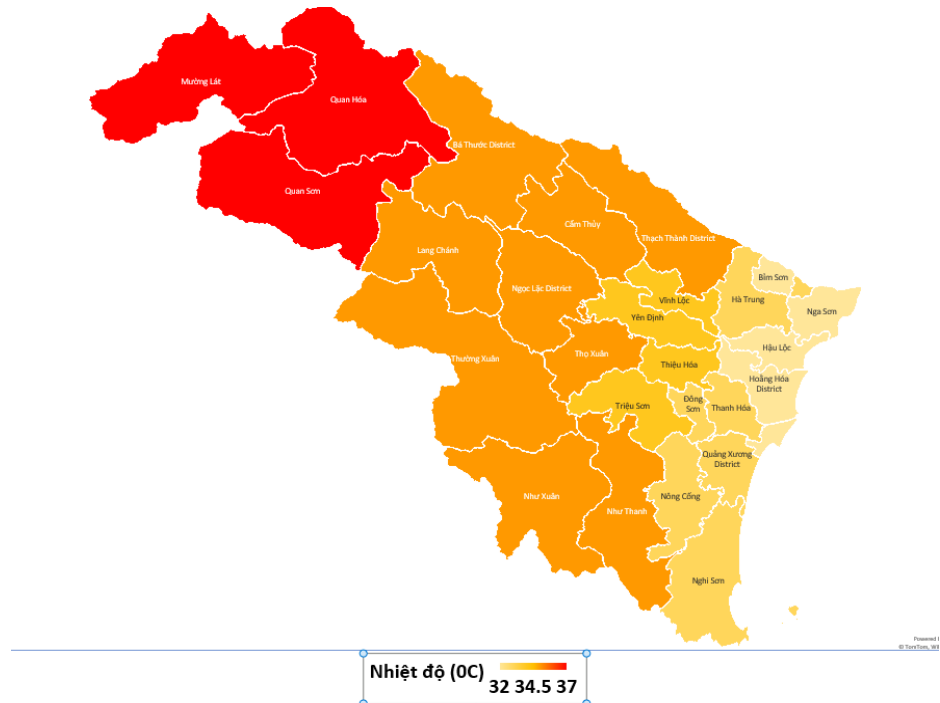 Mường Lát
Quan Hóa
Bá Thước District
Quan Sơn
Cẩm Thủy
Thạch Thành District
Lang Chánh
Bỉm Sơn
Ngọc Lặc District
Vĩnh Lộc
Hà Trung
Nga Sơn
Yên Định
Hậu Lộc
Thường Xuân
Thọ Xuân
Thiệu Hóa
Hoằng Hóa
District
Triệu Sơn
Đông
Sơn
Thanh Hóa
Quảng Xương
District
Như Xuân
Như Thanh
Nông Cống
Nghi Sơn
Powered
© TomTom,
Nhiệt độ (0C)
32 34.5 37